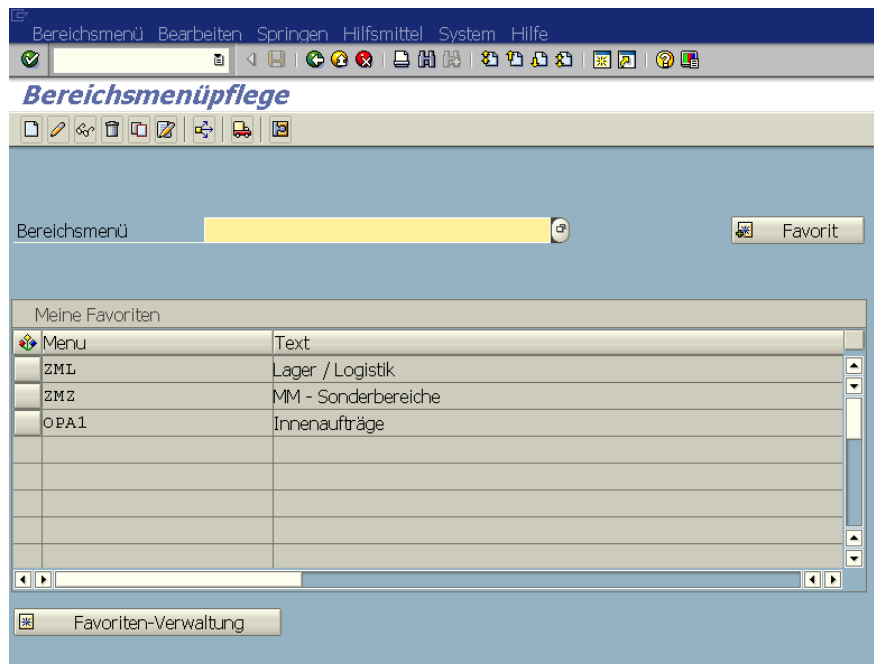 Bereichsmenü Bearbeiten Springen Hilfsmittel System Hilfe
Bereichsmenüpflege
Bereichsmenü Favorit
Meine Favoriten
Menu Text
ZML Lager / Logistik
ZMZ MM - Sonderbereiche
OPA1 Innenaufträge
Favoriten-Verwaltung